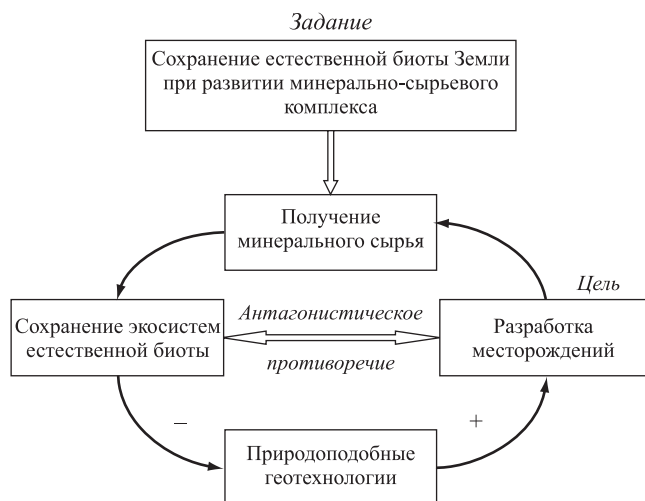 Задание
Сохранение естественной биоты Земли
при развитии минерально-сырьевого
комплекса
Получение
минерального сырья
Цель
Сохранение экосистем
естественной биоты
Антагонистическое
противоречие
Разработка
месторождений
–
+
Природоподобные
геотехнологии